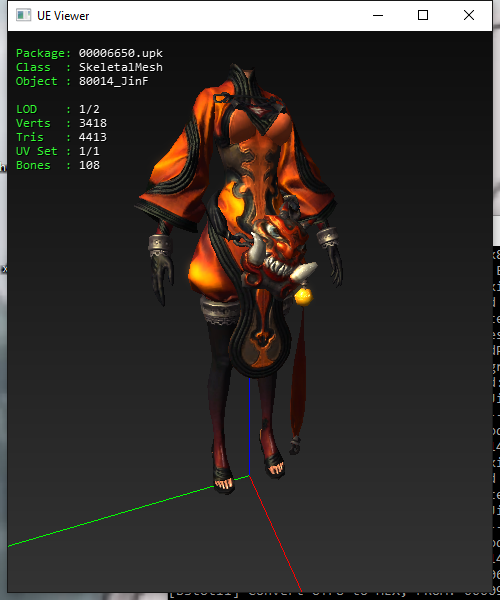 UE Viewer
Package: 00006650.upk
Class : SkeletalMesh
Object : 80014_JinF
LOD : 1/2
Verts : 3418
Tris : 4413
UV Set : 1/1
Bones : 108